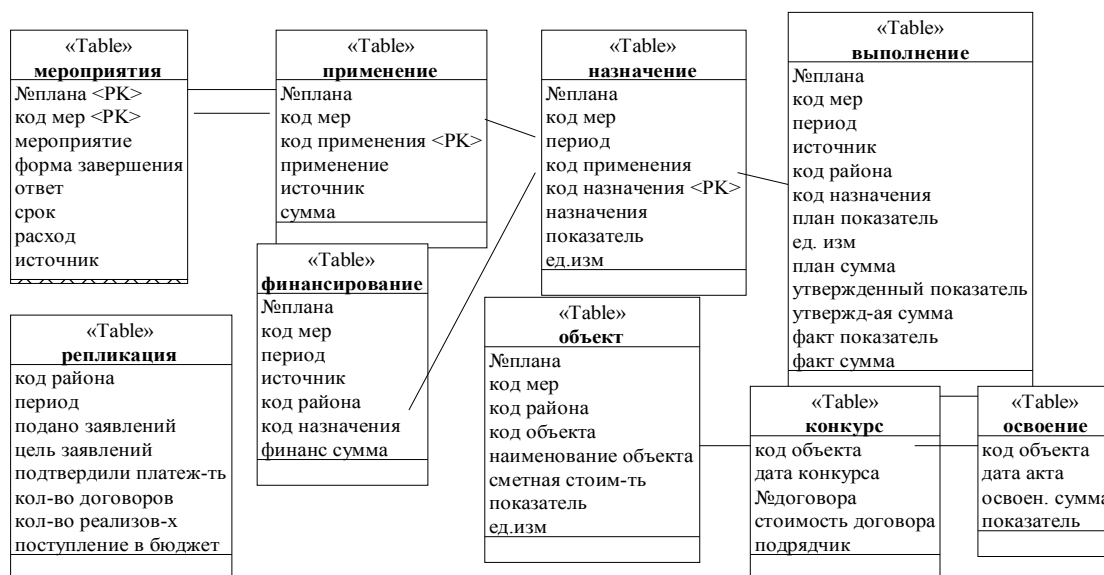 «Table»
мероприятия
№плана <PK>
код мер <PK>
мероприятие
форма завершения
ответ
срок
расход
источник
«Table»
применение
№плана
код мер
код применения <PK>
применение
источник
сумма
«Table»
назначение
№плана
код мер
период
код применения
код назначения <PK>
назначения
показатель
ед.изм
«Table»
выполнение
№плана
код мер
период
источник
код района
код назначения
план показатель
ед. изм
план сумма
утвержденный показатель
утвержд-ая сумма
факт показатель
факт сумма
«Table»
репликация
код района
период
подано заявлений
цель заявлений
подтвердили платеж-ть
кол-во договоров
кол-во реализов-х
поступление в бюджет
«Table»
финансирование
№плана
код мер
период
источник
код района
код назначения
финанс сумма
«Table»
объект
№плана
код мер
код района
код объекта
наименование объекта
сметная стоим-ть
показатель
ед.изм
«Table»
конкурс
код объекта
дата конкурса
№договора
стоимость договора
подрядчик
«Table»
освоение
код объекта
дата акта
освоен. сумма
показатель